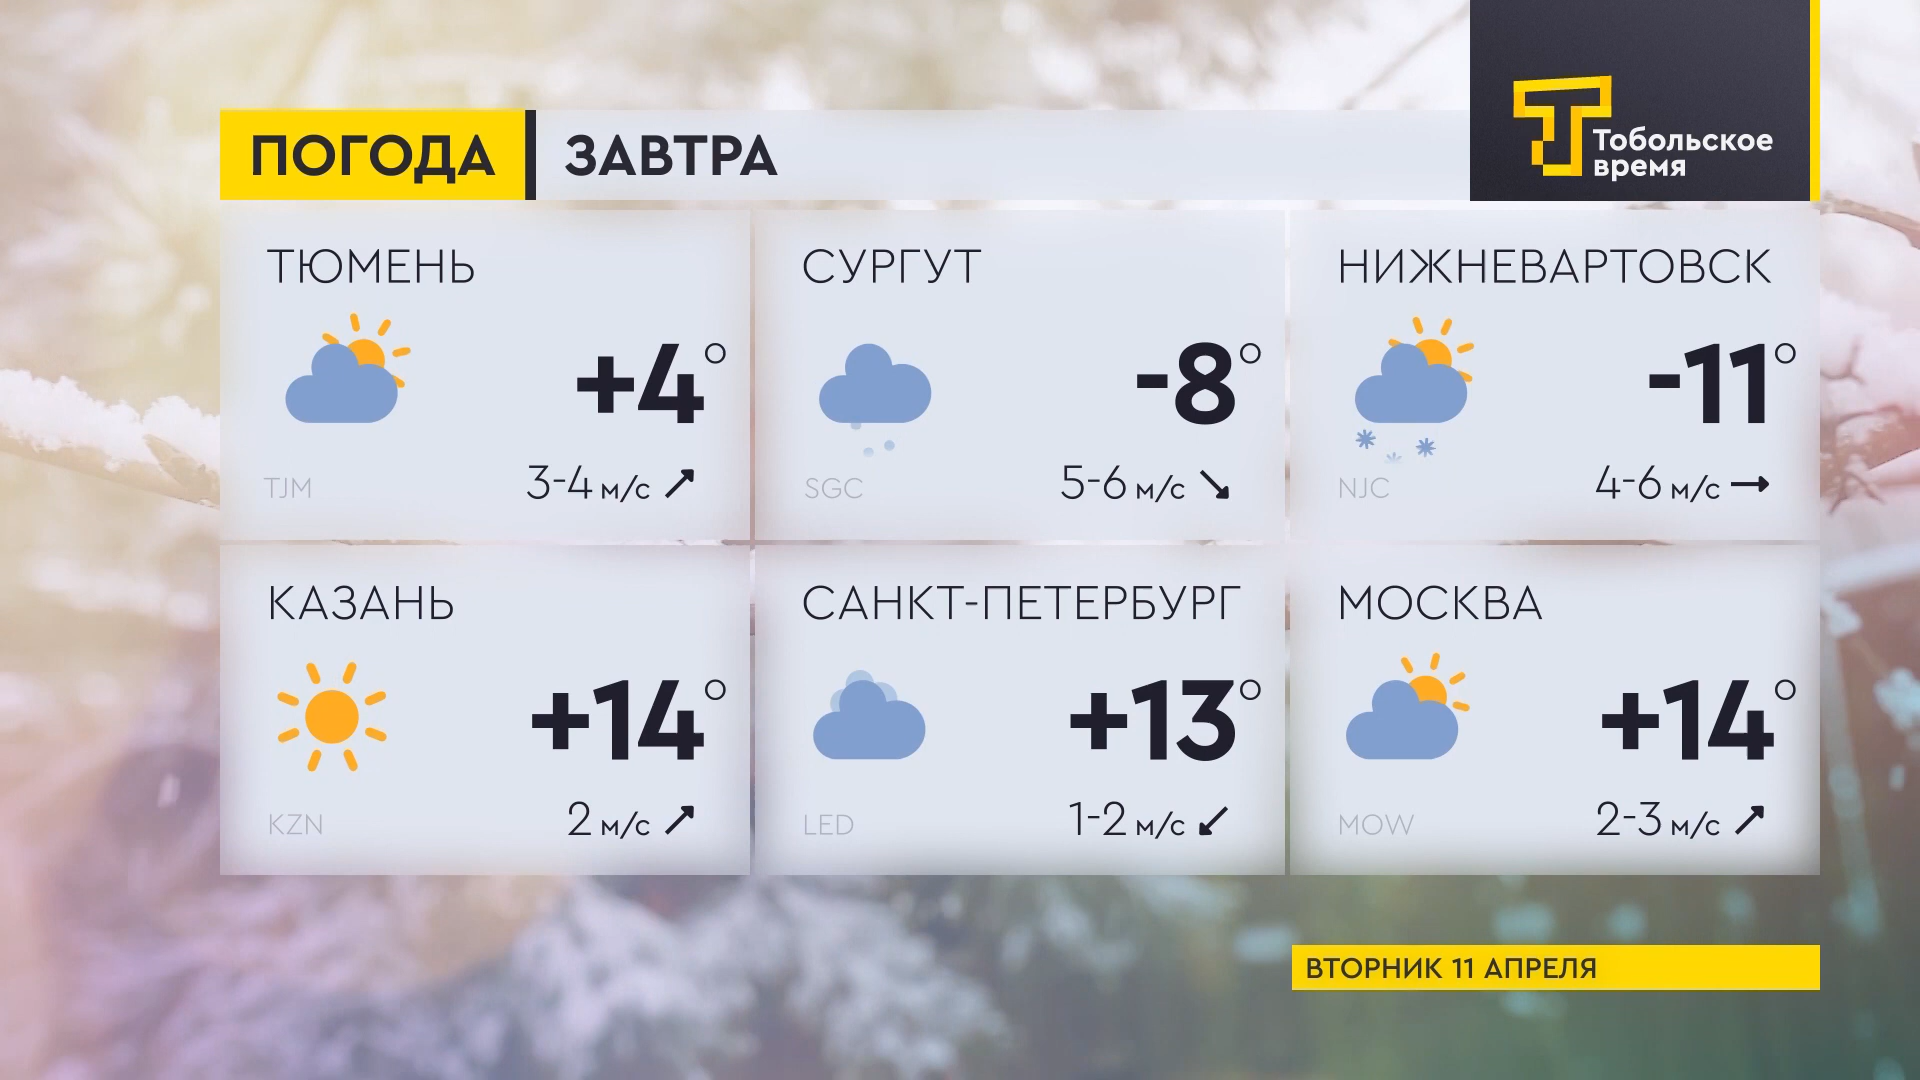 ПОГОДА ЗАВТРА
Тобольское
время
ТЮМЕНЬ
+4°
TJM
3-4 м/с ↗
СУРГУТ
-8°
SGC
5-6 м/с ↘
НИЖНЕВАРТОВСК
-11°
NJC
4-6 м/с →
КАЗАНЬ
+14°
KZN
2 м/с ↗
САНКТ-ПЕТЕРБУРГ
+13°
LED
1-2 м/с ↙
МОСКВА
+14°
MOW
2-3 м/с ↗
ВТОРНИК 11 АПРЕЛЯ